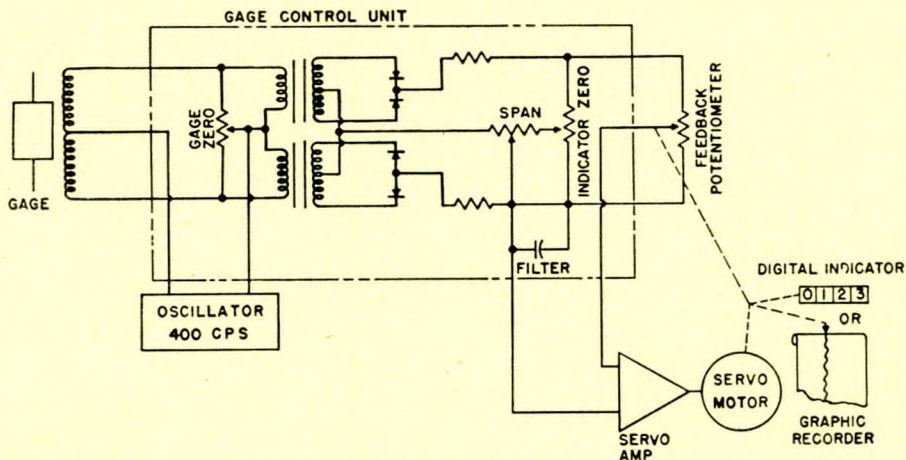 GAGE CONTROL UNIT
GAGE
GAGE
ZERO
SPAN
INDICATOR ZERO
FEEDBACK
POTENTIOMETER
FILTER
OSCILLATOR
400 CPS
DIGITAL INDICATOR
0 1 2 3
OR
SERVO
MOTOR
SERVO
AMP
GRAPHIC
RECORDER